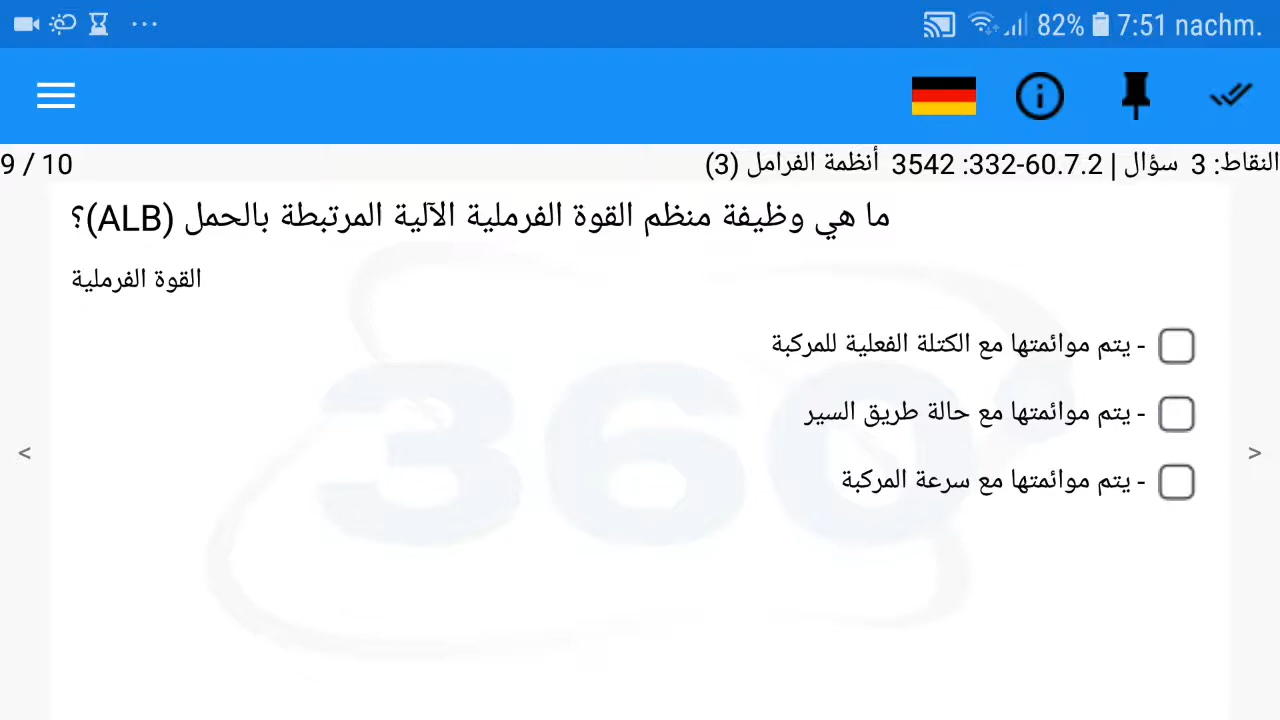 82% 7:51 nachm.
النقاط: 3 سؤال | 2.7.60-332: 3542 أنظمة الفرامل (3)
9 / 10
ما هي وظيفة منظم القوة الفرملية الآلية المرتبطة بالحمل (ALB)؟
القوة الفرملية
- يتم موائمتها مع الكتلة الفعلية للمركبة
- يتم موائمتها مع حالة طريق السير
- يتم موائمتها مع سرعة المركبة
< >
360°